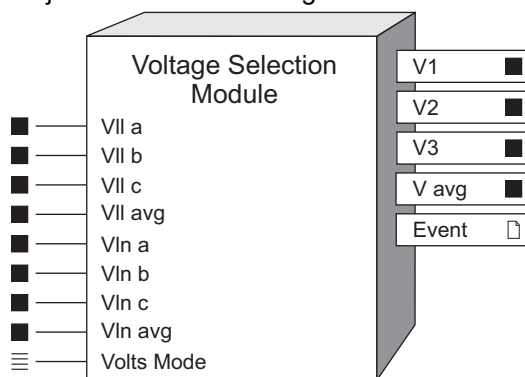 Voltage Selection
Module
Vll a
Vll b
Vll c
Vll avg
Vln a
Vln b
Vln c
Vln avg
Volts Mode
V1
V2
V3
V avg
Event